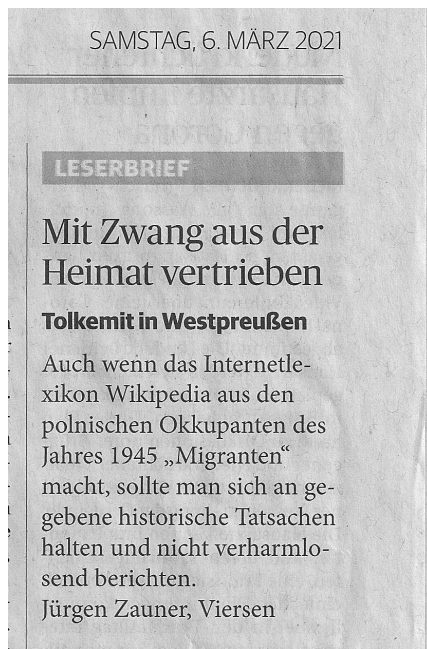 SAMSTAG, 6. MÄRZ 2021
LESERBRIEF
Mit Zwang aus der
Heimat vertrieben
Tolkemit in Westpreußen
Auch wenn das Internetle-
xikon Wikipedia aus den
polnischen Okkupanten des
Jahres 1945 „Migranten“
macht, sollte man sich an ge-
gebene historische Tatsachen
halten und nicht verharmlo-
send berichten.
Jürgen Zauner, Viersen